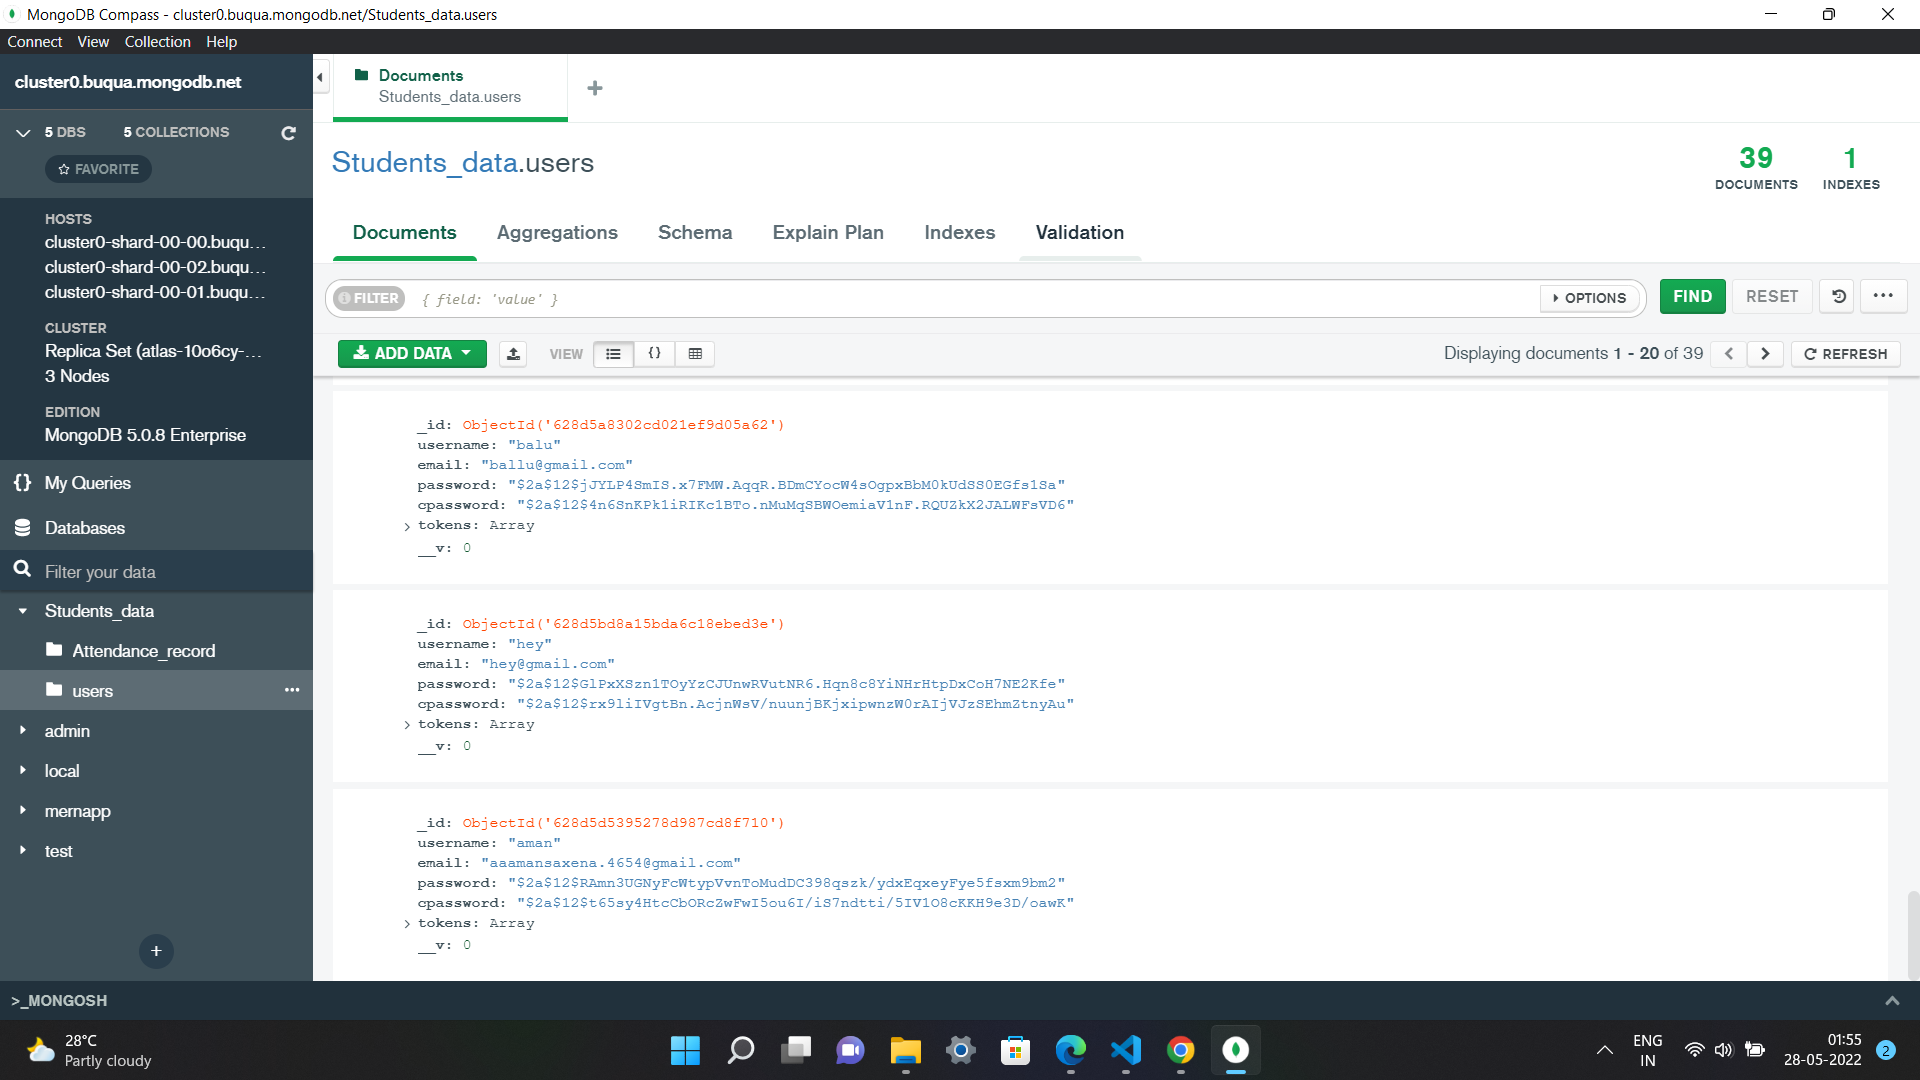 MongoDB Compass - cluster0.buqua.mongodb.net/Students_data.users
Connect View Collection Help
cluster0.buqua.mongodb.net
5 DBS 5 COLLECTIONS
FAVORITE
HOSTS
cluster0-shard-00-00.buqu...
cluster0-shard-00-02.buqu...
cluster0-shard-00-01.buqu...
CLUSTER
Replica Set (atlas-10o6cy-...
3 Nodes
EDITION
MongoDB 5.0.8 Enterprise
{} My Queries
Databases
Filter your data
Students_data
Attendance_record
users ...
admin
local
mernapp
test
+
Documents
Students_data.users
+
Students_data.users
39
DOCUMENTS
1
INDEXES
Documents Aggregations Schema Explain Plan Indexes Validation
FILTER { field: 'value' } OPTIONS FIND RESET ...
ADD DATA VIEW {} Displaying documents 1 - 20 of 39 < > REFRESH
_id: ObjectId('628d5a8302cd021ef9d05a62')
username: "balu"
email: "ballu@gmail.com"
password: "$2a$12$jJYLP4SmIS.x7FMW.AqqR.BDmCYocW4sOgpxBbM0kUdSS0EGfs1Sa"
cpassword: "$2a$12$4n6SnKPk1iRIKc1BTo.nMuMqSBWOemiaV1nF.RQUZkX2JALWFsVD6"
> tokens: Array
__v: 0
_id: ObjectId('628d5bd8a15bda6c18ebed3e')
username: "hey"
email: "hey@gmail.com"
password: "$2a$12$GlPxXSzn1TOyYzCJUnwRVutNR6.Hqn8c8YiNHrHtpDxCoH7NE2Kfe"
cpassword: "$2a$12$rx9liIVgtBn.AcjnWsV/nuunjBKjxipwnzW0rAIjVJzSEhmZtnyAu"
> tokens: Array
__v: 0
_id: ObjectId('628d5d5395278d987cd8f710')
username: "aman"
email: "aaamansaxena.4654@gmail.com"
password: "$2a$12$RAmn3UGNyFcWtypVvnToMudDC398qszk/ydxEqxeyFye5fsxm9bm2"
cpassword: "$2a$12$t65sy4HtcCbORcZwFwI5ou6I/iS7ndtti/5IV1O8cKKH9e3D/oawK"
> tokens: Array
__v: 0
>_MONGOSH
28°C
Partly cloudy
ENG
IN
01:55
28-05-2022
2